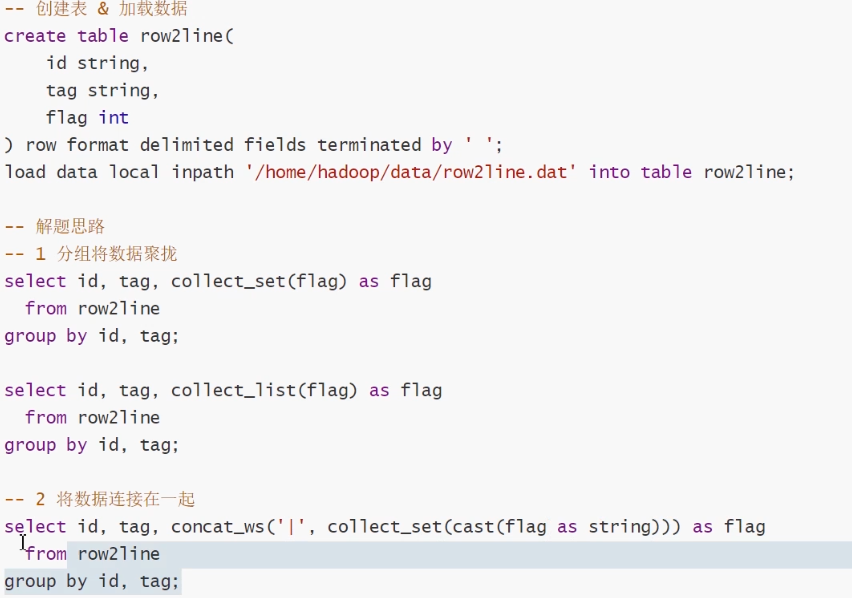 -- 创建表 & 加载数据
create table row2line(
    id string,
    tag string,
    flag int
) row format delimited fields terminated by ' ';
load data local inpath '/home/hadoop/data/row2line.dat' into table row2line;
-- 解题思路
-- 1 分组将数据聚拢
select id, tag, collect_set(flag) as flag
  from row2line
group by id, tag;
select id, tag, collect_list(flag) as flag
  from row2line
group by id, tag;
-- 2 将数据连接在一起
select id, tag, concat_ws('|', collect_set(cast(flag as string))) as flag
  from row2line
group by id, tag;